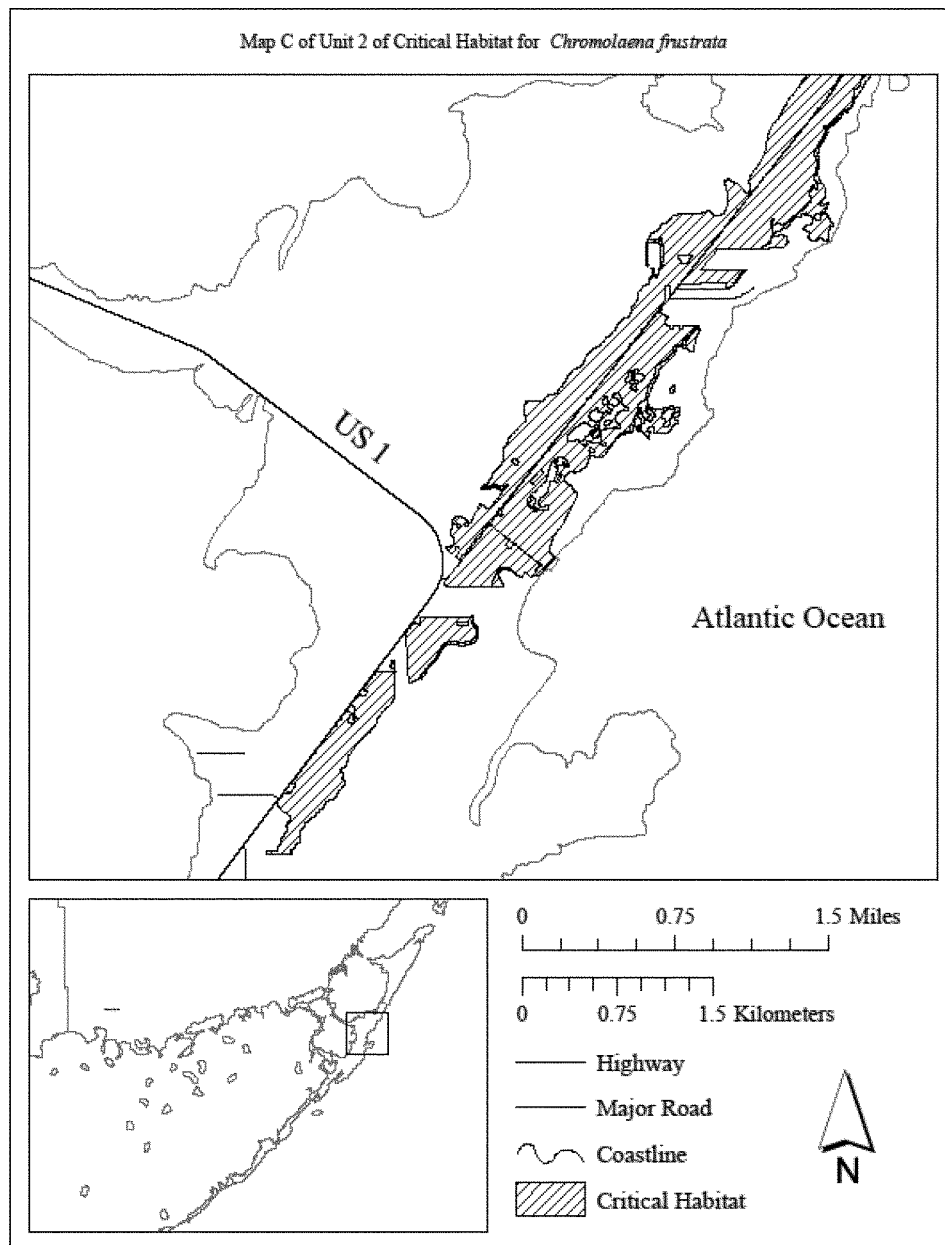 Map C of Unit 2 of Critical Habitat for Chromolaena frustrata
US 1
Atlantic Ocean
0 0.75 1.5 Miles
0 0.75 1.5 Kilometers
Highway
Major Road
Coastline
Critical Habitat
N